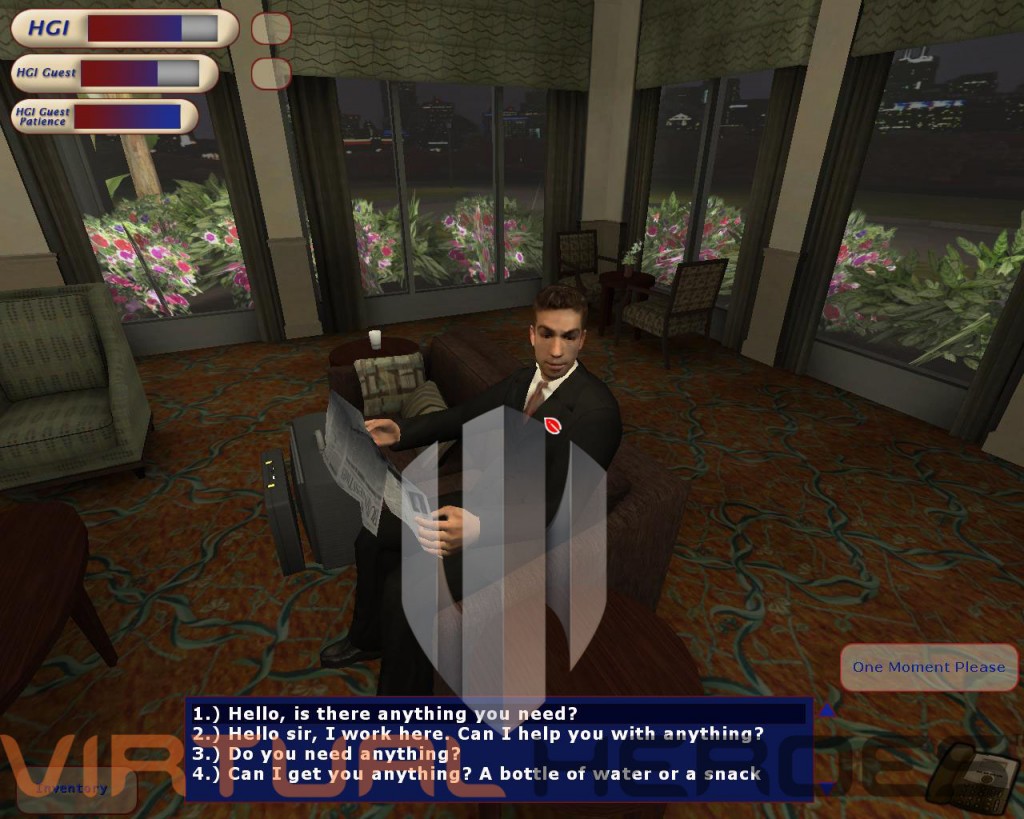 HGI
HGI Guest
HGI Guest
Patience
One Moment Please
1.) Hello, is there anything you need?
2.) Hello sir, I work here. Can I help you with anything?
3.) Do you need anything?
4.) Can I get you anything? A bottle of water or a snack
VIRTUAL HEROES
Inventory